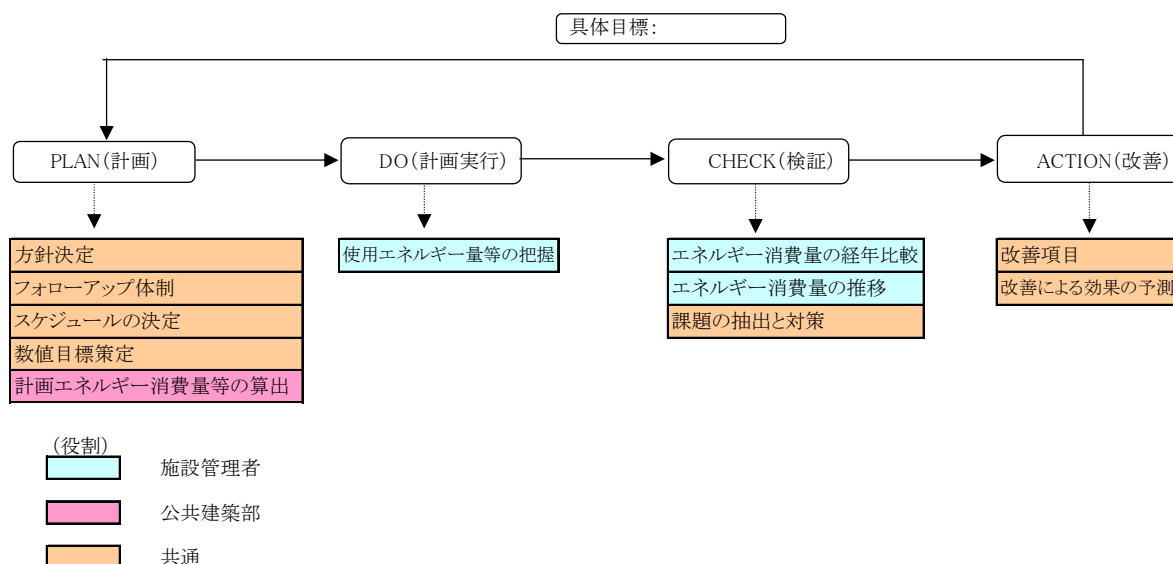 具体目標:
PLAN(計画)
DO(計画実行)
CHECK(検証)
ACTION(改善)
方針決定
フォローアップ体制
スケジュールの決定
数値目標策定
計画エネルギー消費量等の算出
使用エネルギー量等の把握
エネルギー消費量の経年比較
エネルギー消費量の推移
課題の抽出と対策
改善項目
改善による効果の予測
(役割)
施設管理者
公共建築部
共通